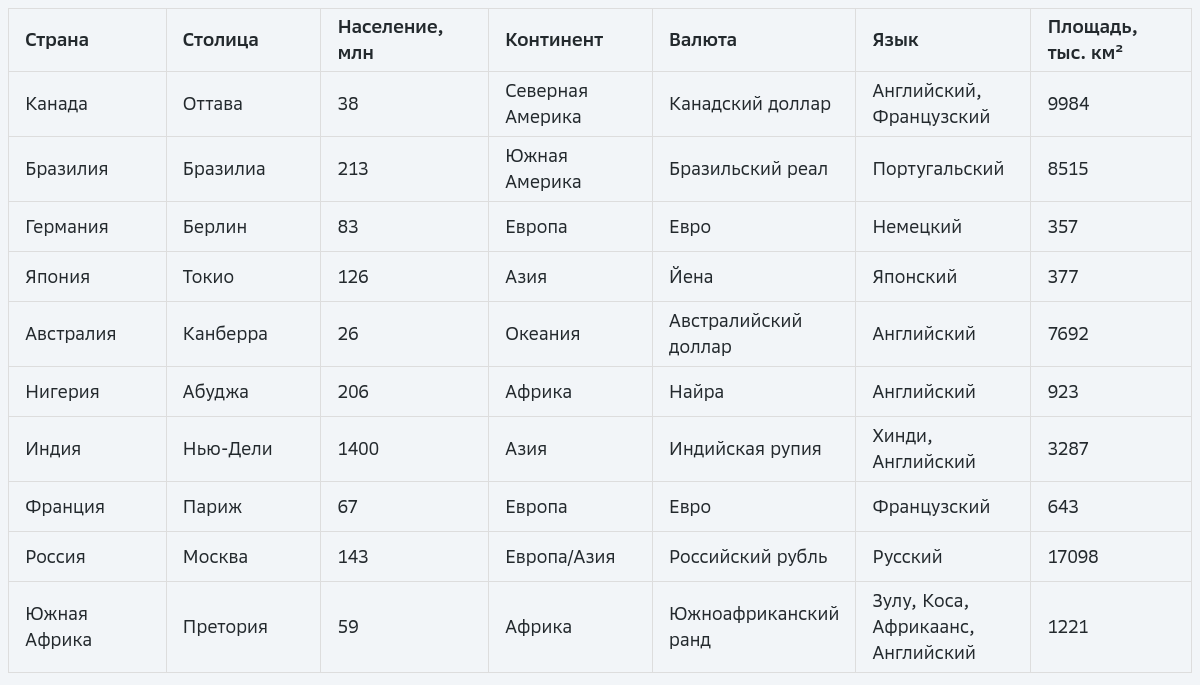 Страна Столица Население, млн Континент Валюта Язык Площадь, тыс. км²
Канада Оттава 38 Северная Америка Канадский доллар Английский, Французский 9984
Бразилия Бразилиа 213 Южная Америка Бразильский реал Португальский 8515
Германия Берлин 83 Европа Евро Немецкий 357
Япония Токио 126 Азия Йена Японский 377
Австралия Канберра 26 Океания Австралийский доллар Английский 7692
Нигерия Абуджа 206 Африка Найра Английский 923
Индия Нью-Дели 1400 Азия Индийская рупия Хинди, Английский 3287
Франция Париж 67 Европа Евро Французский 643
Россия Москва 143 Европа/Азия Российский рубль Русский 17098
Южная Африка Претория 59 Африка Южноафриканский ранд Зулу, Коса, Африкаанс, Английский 1221